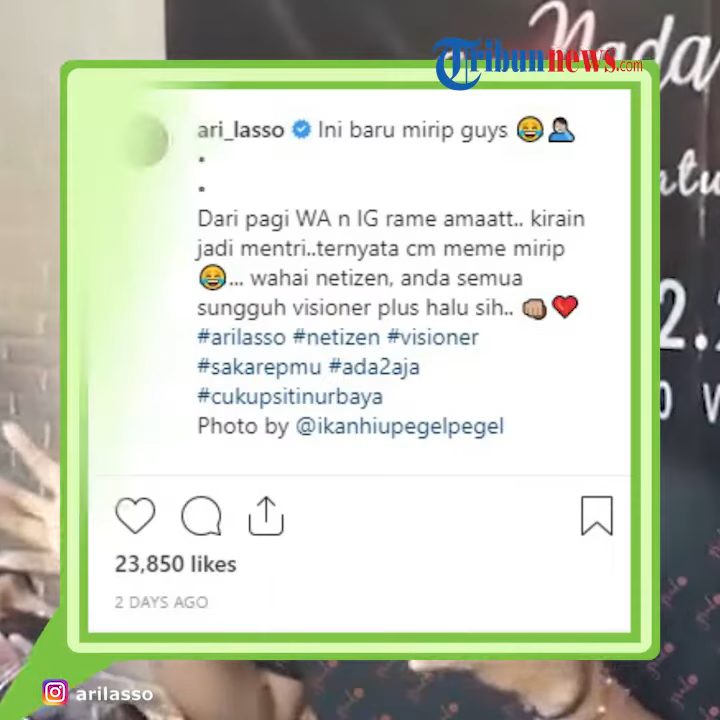 Nada
Tribunnews.com
ari_lasso Ini baru mirip guys 😂🤦
•
•
Dari pagi WA n IG rame amaatt.. kirain
jadi mentri..ternyata cm meme mirip
😂... wahai netizen, anda semua
sungguh visioner plus halu sih.. 👊❤️
#arilasso #netizen #visioner
#sakarepmu #ada2aja
#cukupsitinurbaya
Photo by @ikanhiupegelpegel
23,850 likes
2 DAYS AGO
arilasso